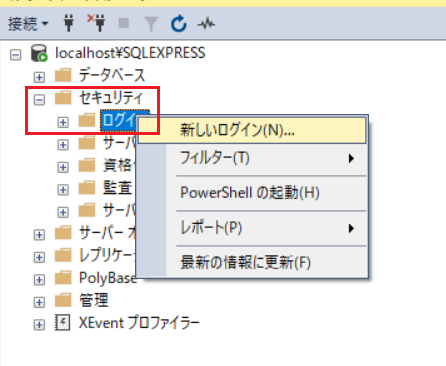 接続
localhost¥SQLEXPRESS
データベース
セキュリティ
ログイ
新しいログイン(N)...
サーバ
フィルター(T)
資格
PowerShell の起動(H)
監査
サーバ
レポート(P)
サーバー オ
レプリケーシ
最新の情報に更新(F)
PolyBase
管理
XEvent プロファイラー